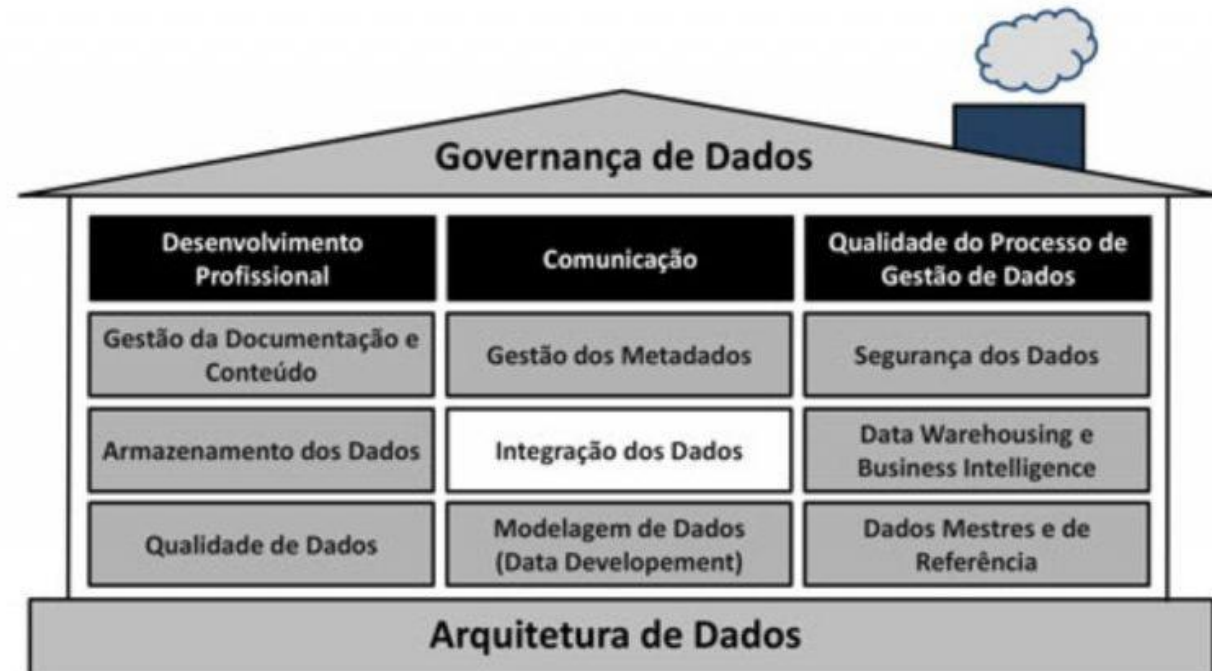 Governança de Dados
Desenvolvimento
Profissional
Comunicação
Qualidade do Processo de
Gestão de Dados
Gestão da Documentação e
Conteúdo
Gestão dos Metadados
Segurança dos Dados
Armazenamento dos Dados
Integração dos Dados
Data Warehousing e
Business Intelligence
Qualidade de Dados
Modelagem de Dados
(Data Developement)
Dados Mestres e de
Referência
Arquitetura de Dados